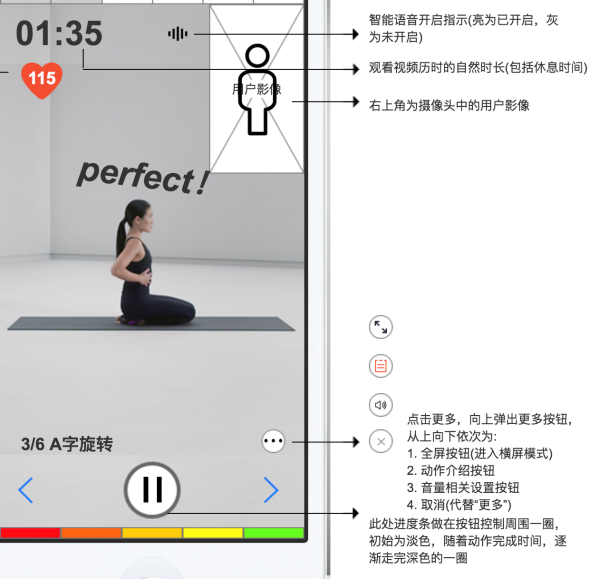 01:35
115
用户影像
perfect!
3/6 A字旋转
智能语音开启指示(亮为已开启，灰
为未开启)
观看视频历时的自然时长(包括休息时间)
右上角为摄像头中的用户影像
点击更多，向上弹出更多按钮，
从上向下依次为:
1. 全屏按钮(进入横屏模式)
2. 动作介绍按钮
3. 音量相关设置按钮
4. 取消(代替“更多”)
此处进度条做在按钮控制周围一圈，
初始为淡色，随着动作完成时间，逐
渐走完深色的一圈